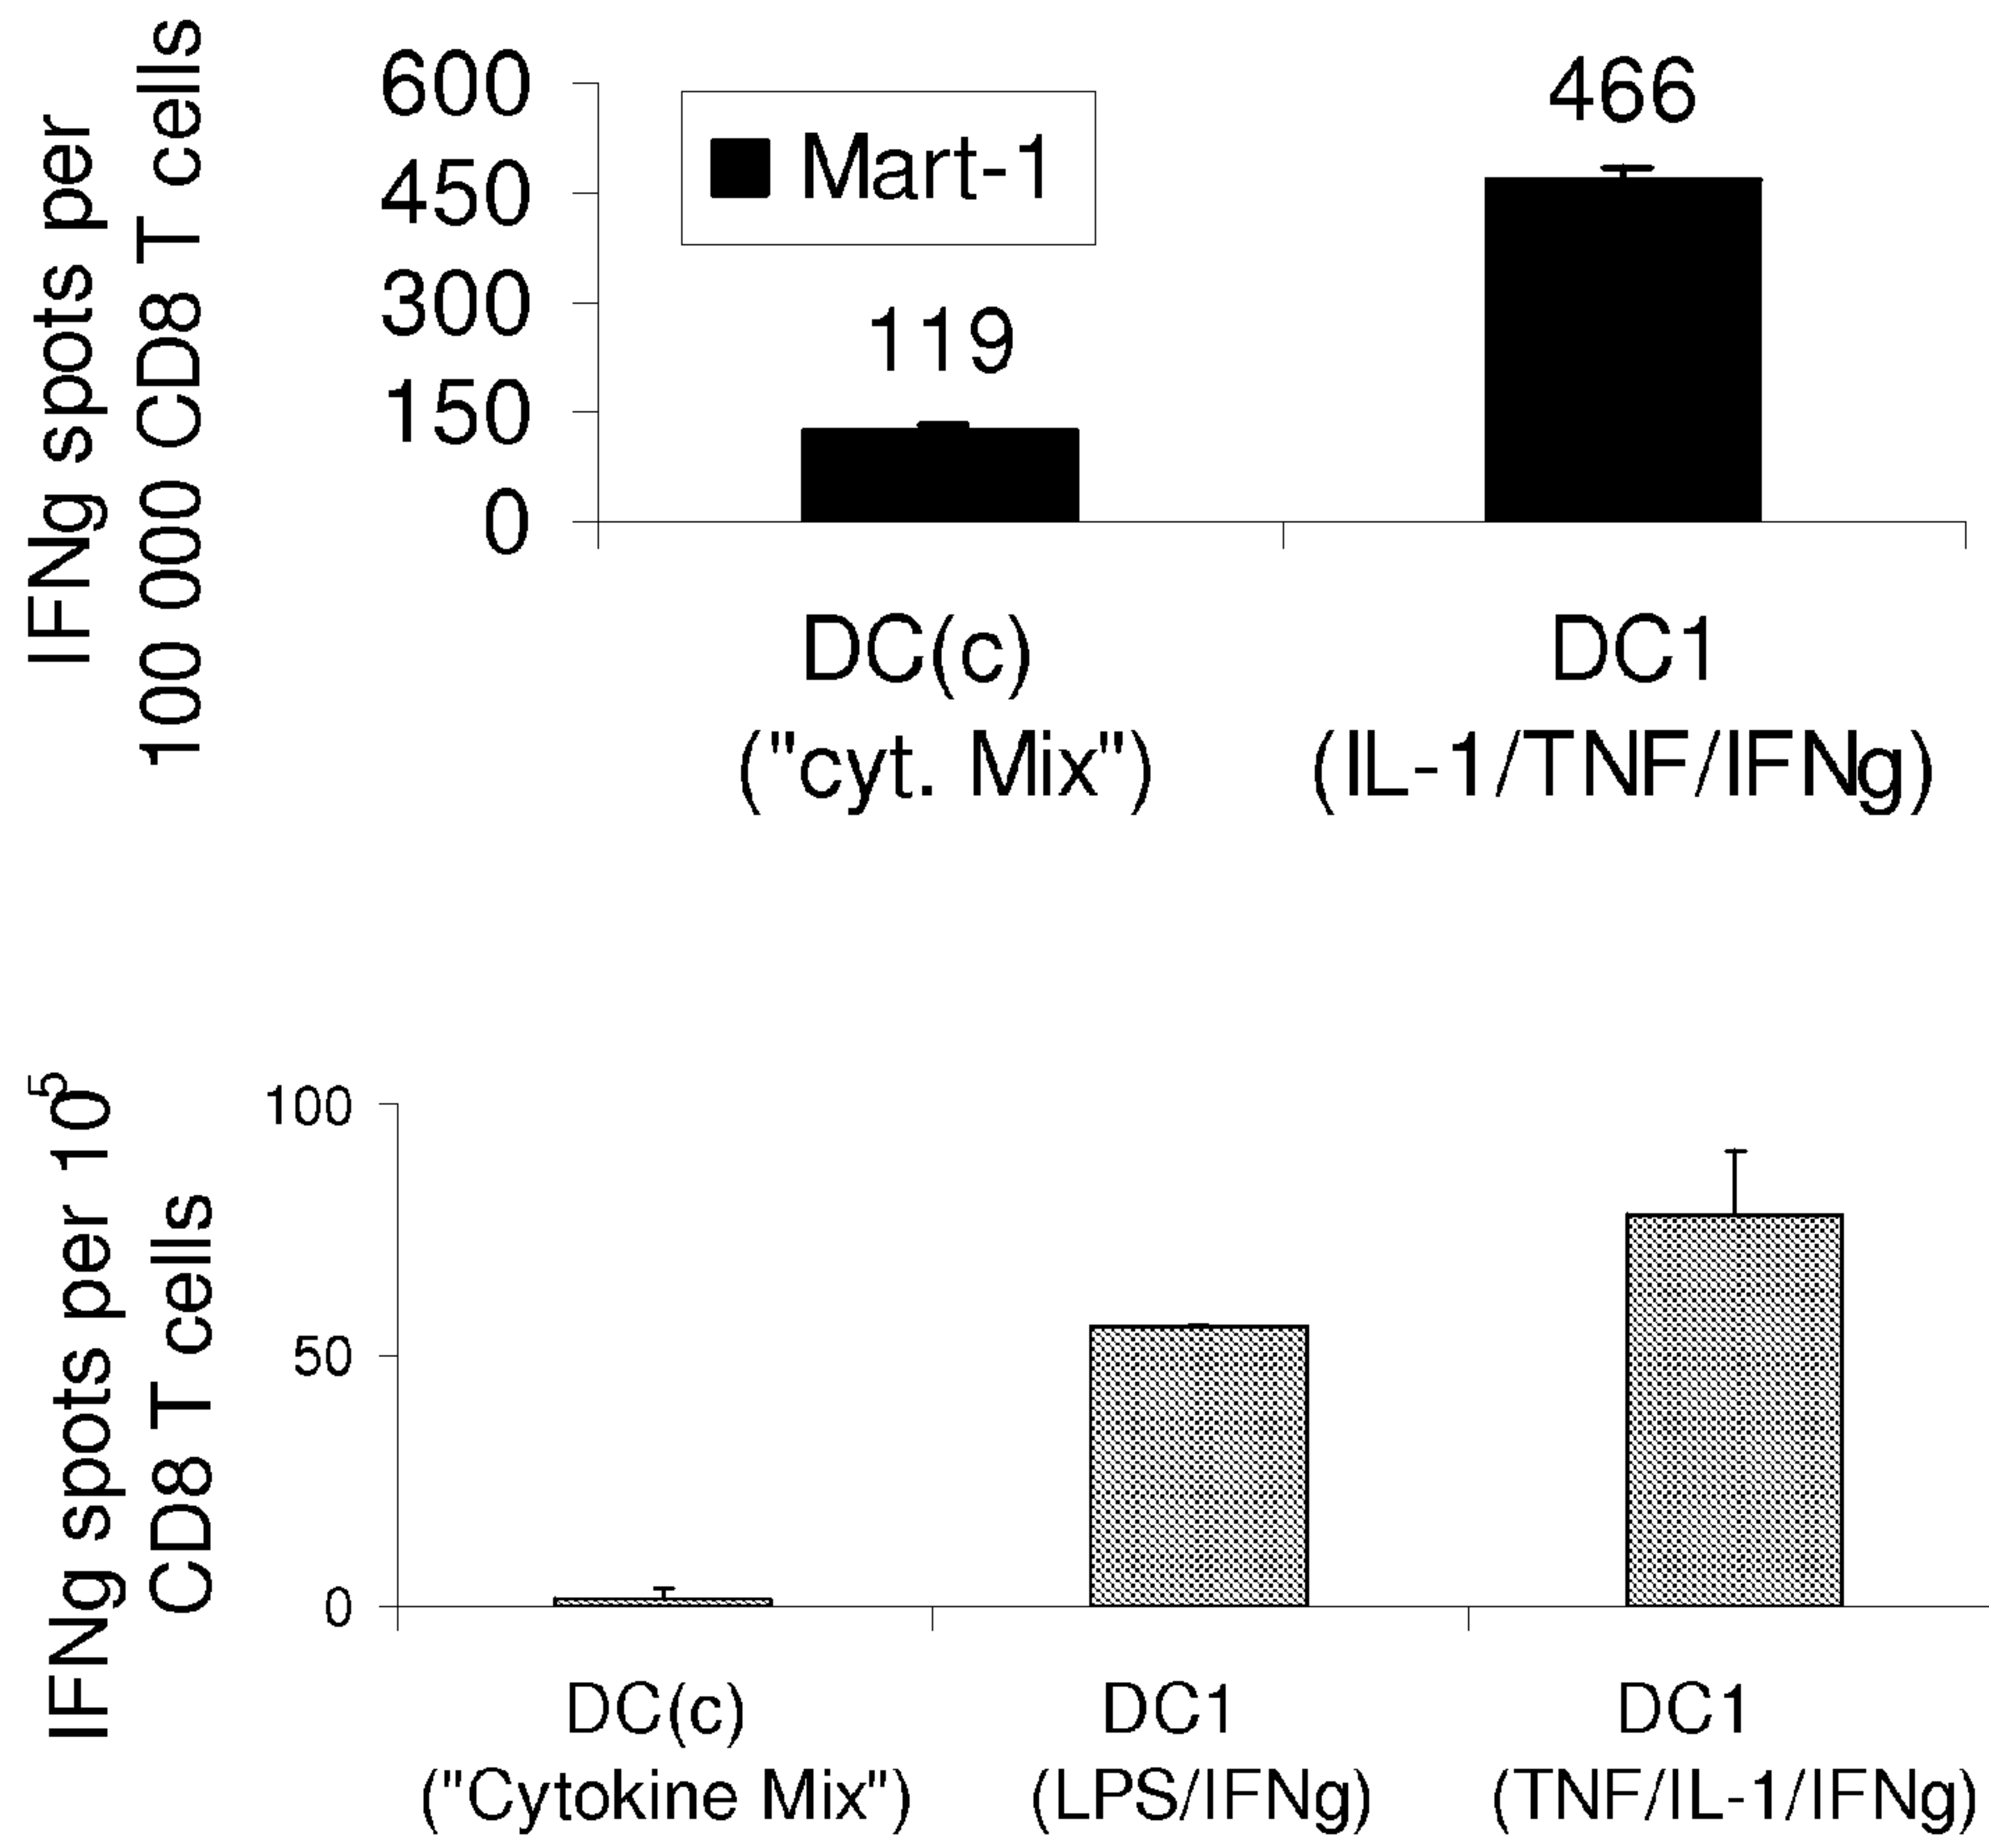 IFNg spots per
100 000 CD8 T cells
600
450
300
150
0
Mart-1
119
466
DC(c)
("cyt. Mix")
DC1
(IL-1/TNF/IFNg)
IFNg spots per 10⁵
CD8 T cells
100
50
0
DC(c)
("Cytokine Mix")
DC1
(LPS/IFNg)
DC1
(TNF/IL-1/IFNg)